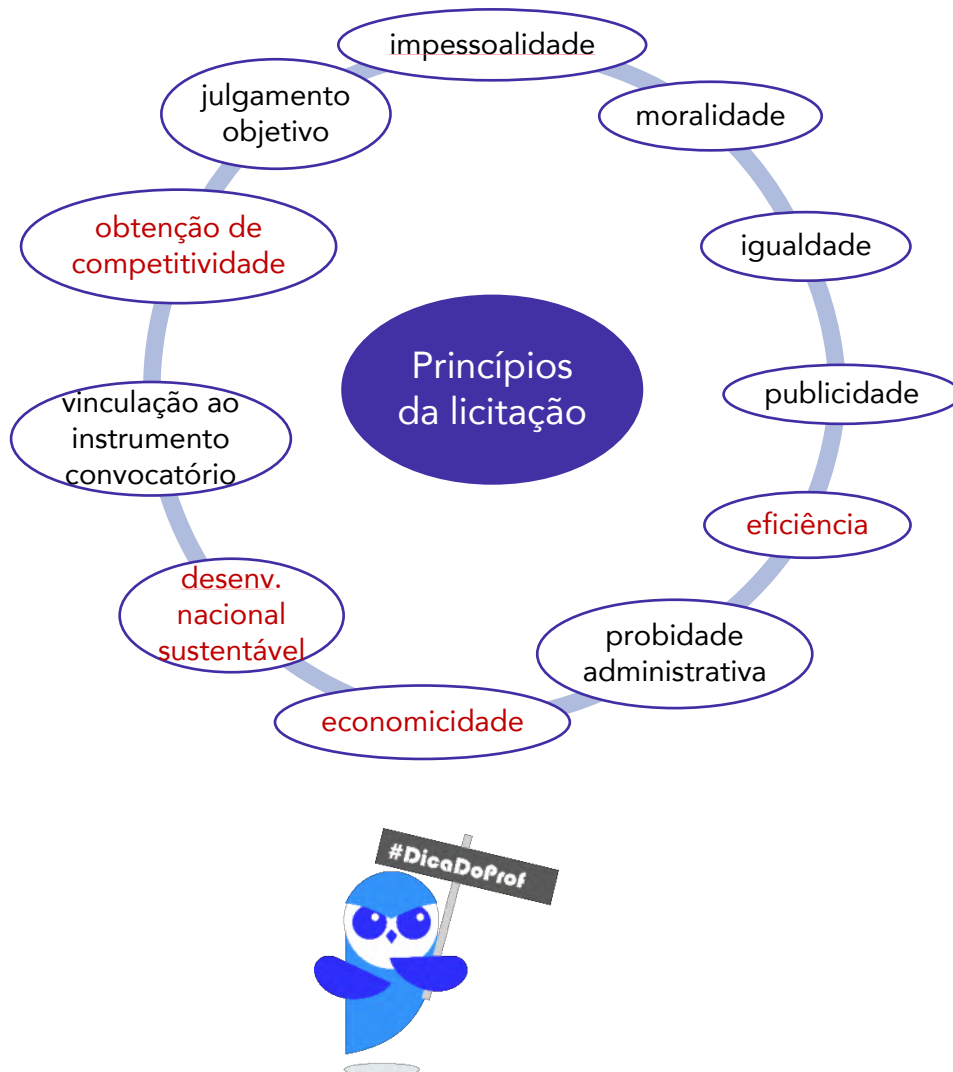 impessoalidade
moralidade
igualdade
publicidade
eficiência
probidade
administrativa
economicidade
desenv.
nacional
sustentável
vinculação ao
instrumento
convocatório
obtenção de
competitividade
julgamento
objetivo
Princípios
da licitação
#DicaDoProf